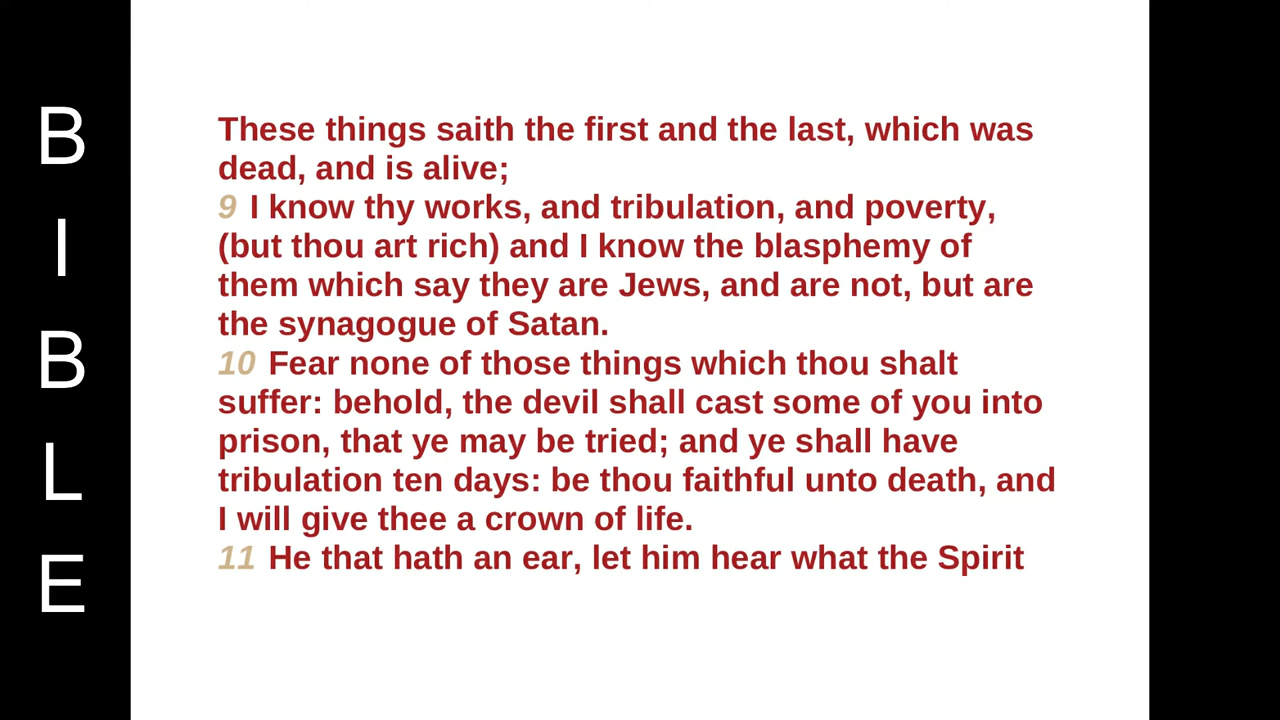 B
I
B
L
E
These things saith the first and the last, which was
dead, and is alive;
9 I know thy works, and tribulation, and poverty,
(but thou art rich) and I know the blasphemy of
them which say they are Jews, and are not, but are
the synagogue of Satan.
10 Fear none of those things which thou shalt
suffer: behold, the devil shall cast some of you into
prison, that ye may be tried; and ye shall have
tribulation ten days: be thou faithful unto death, and
I will give thee a crown of life.
11 He that hath an ear, let him hear what the Spirit